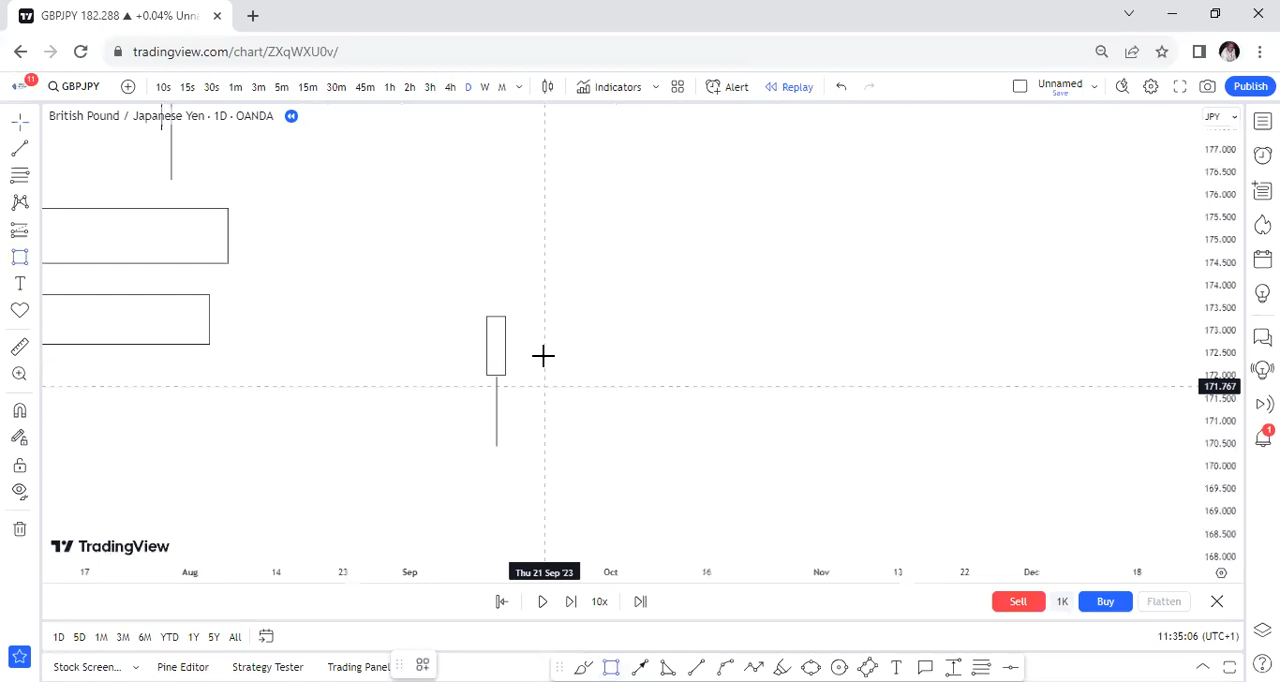 GBPJPY 182.288 ▲ +0.04% Unna
tradingview.com/chart/ZXqWXU0v/
11
GBPJPY
10s 15s 30s 1m 3m 5m 15m 30m 45m 1h 2h 3h 4h D W M
Indicators
Alert
Replay
Unnamed
Save
Publish
British Pound / Japanese Yen · 1D · OANDA
JPY
177.000
176.500
176.000
175.500
175.000
174.500
174.000
173.500
173.000
172.500
172.000
171.767
171.500
171.000
170.500
170.000
169.500
169.000
168.500
168.000
1
TradingView
17 Aug 14 23 Sep Thu 21 Sep '23 Oct 16 Nov 13 22 Dec 18
10x
Sell 1K Buy Flatten
1D 5D 1M 3M 6M YTD 1Y 5Y All
11:35:06 (UTC+1)
Stock Screen... Pine Editor Strategy Tester Trading Panel